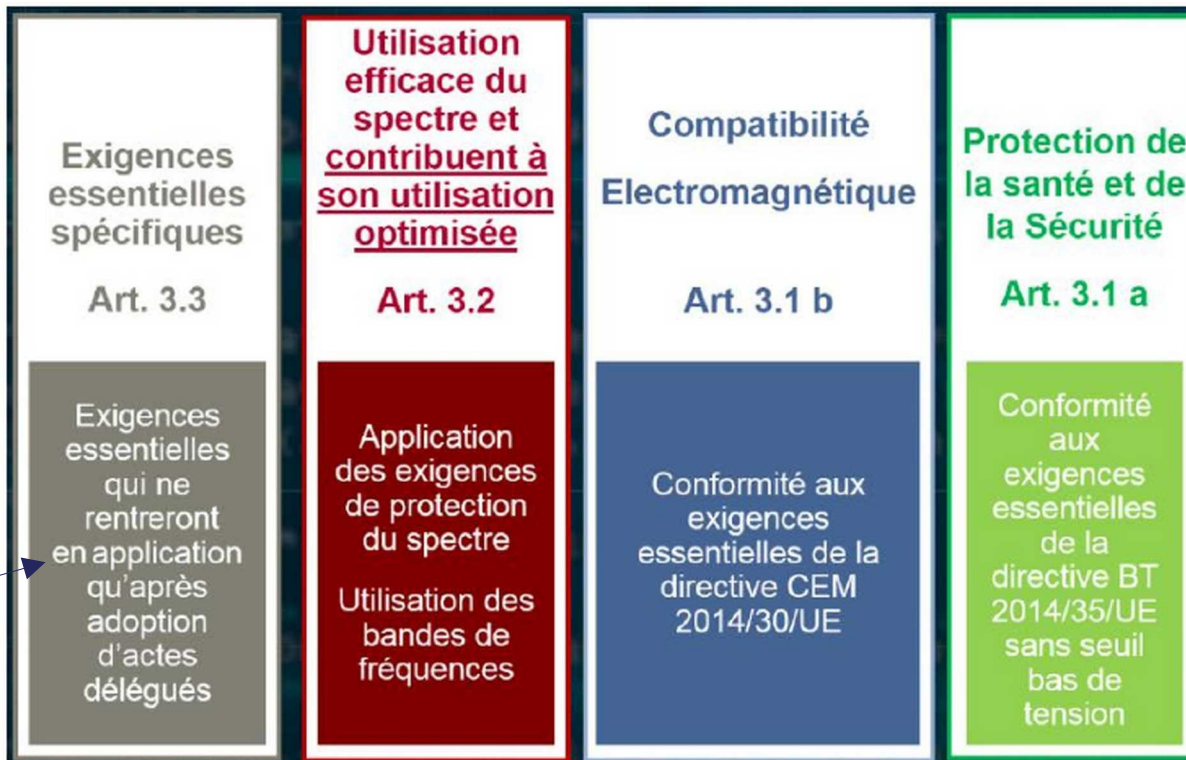 Exigences
essentielles
spécifiques
Art. 3.3
Exigences
essentielles
qui ne
rentreront
en application
qu'après
adoption
d'actes
délégués
Utilisation
efficace du
spectre et
contribuent à
son utilisation
optimisée
Art. 3.2
Application
des exigences
de protection
du spectre
Utilisation des
bandes de
fréquences
Compatibilité
Electromagnétique
Art. 3.1 b
Conformité aux
exigences
essentielles de la
directive CEM
2014/30/UE
Protection de
la santé et de
la Sécurité
Art. 3.1 a
Conformité
aux
exigences
essentielles
de la
directive BT
2014/35/UE
sans seuil
bas de
tension